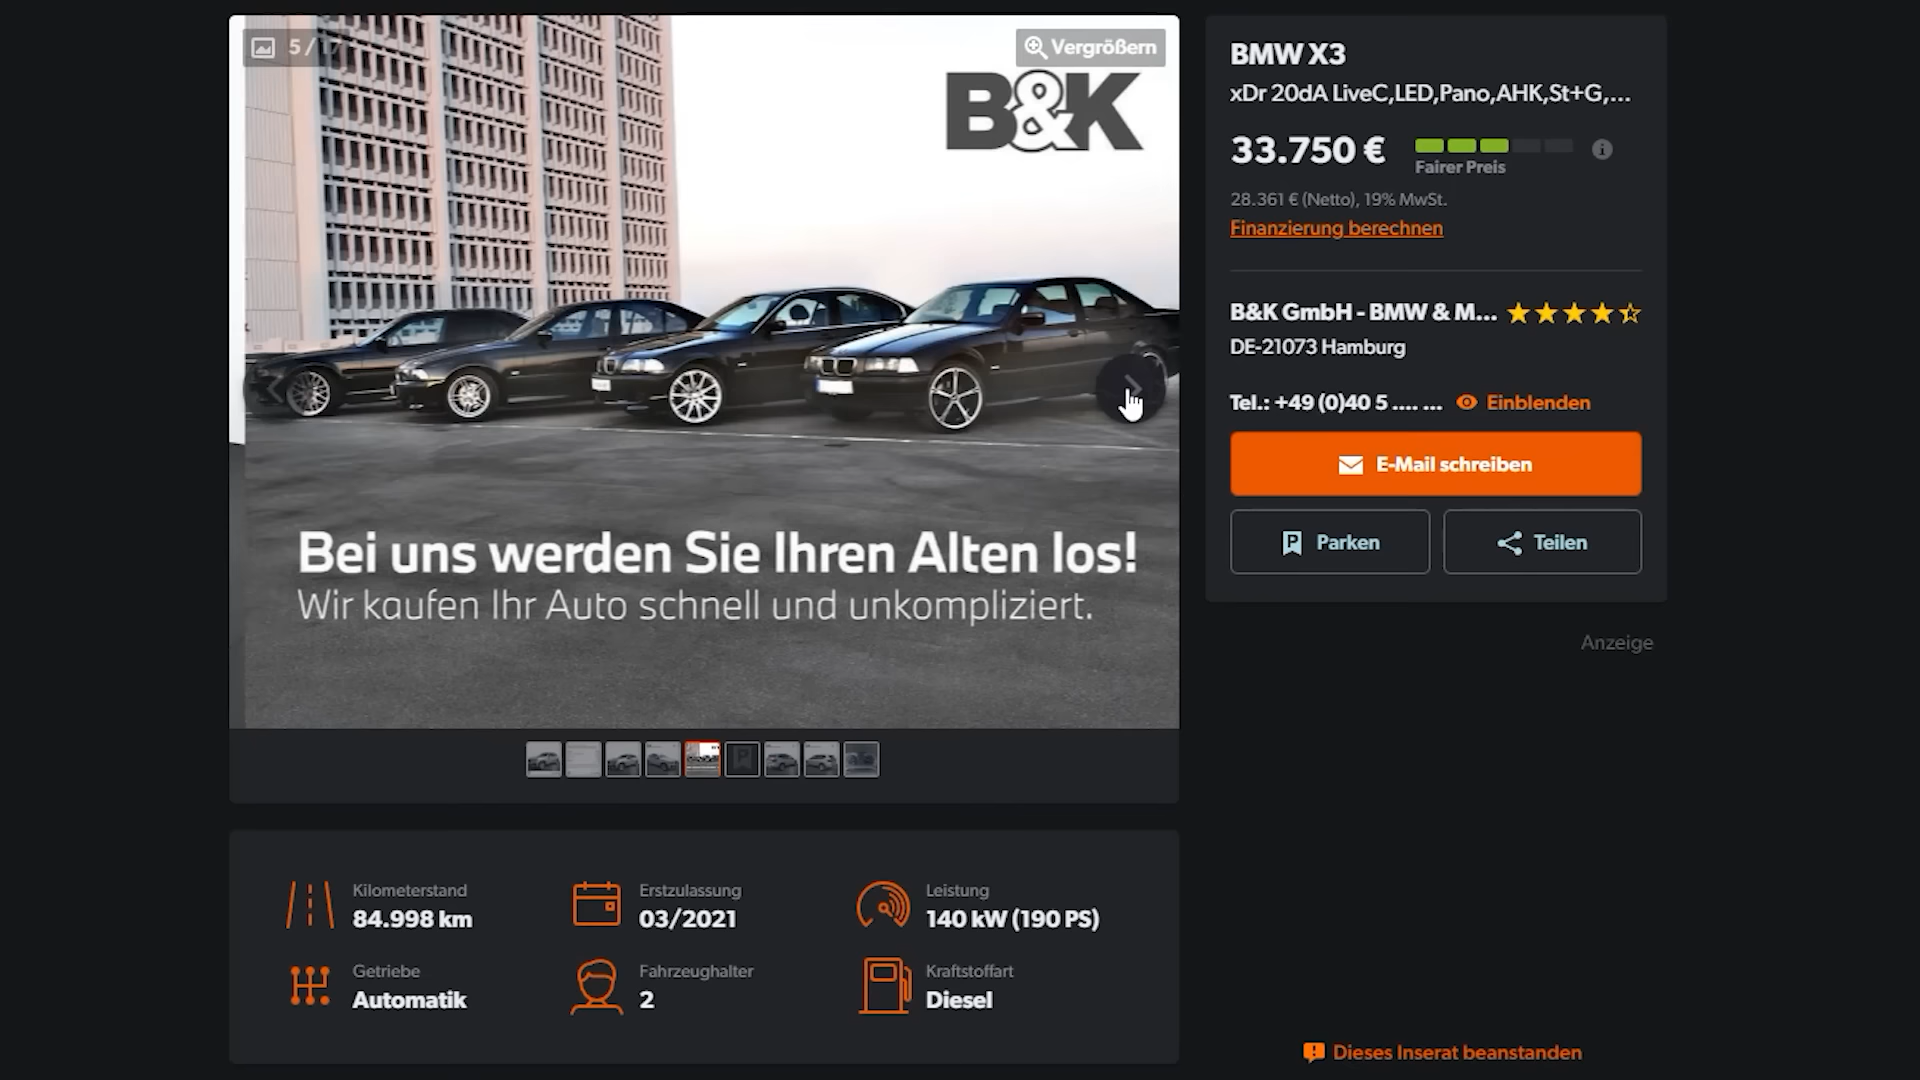 5 / 17
Vergrößern
B&K
Bei uns werden Sie Ihren Alten los!
Wir kaufen Ihr Auto schnell und unkompliziert.
BMW X3
xDr 20dA LiveC,LED,Pano,AHK,St+G,...
33.750 €
Fairer Preis
28.361 € (Netto), 19% MwSt.
Finanzierung berechnen
B&K GmbH - BMW & M...
DE-21073 Hamburg
Tel.: +49 (0)40 5 .... ... Einblenden
E-Mail schreiben
Parken
Teilen
Anzeige
Kilometerstand
84.998 km
Erstzulassung
03/2021
Leistung
140 kW (190 PS)
Getriebe
Automatik
Fahrzeughalter
2
Kraftstoffart
Diesel
Dieses Inserat beanstanden